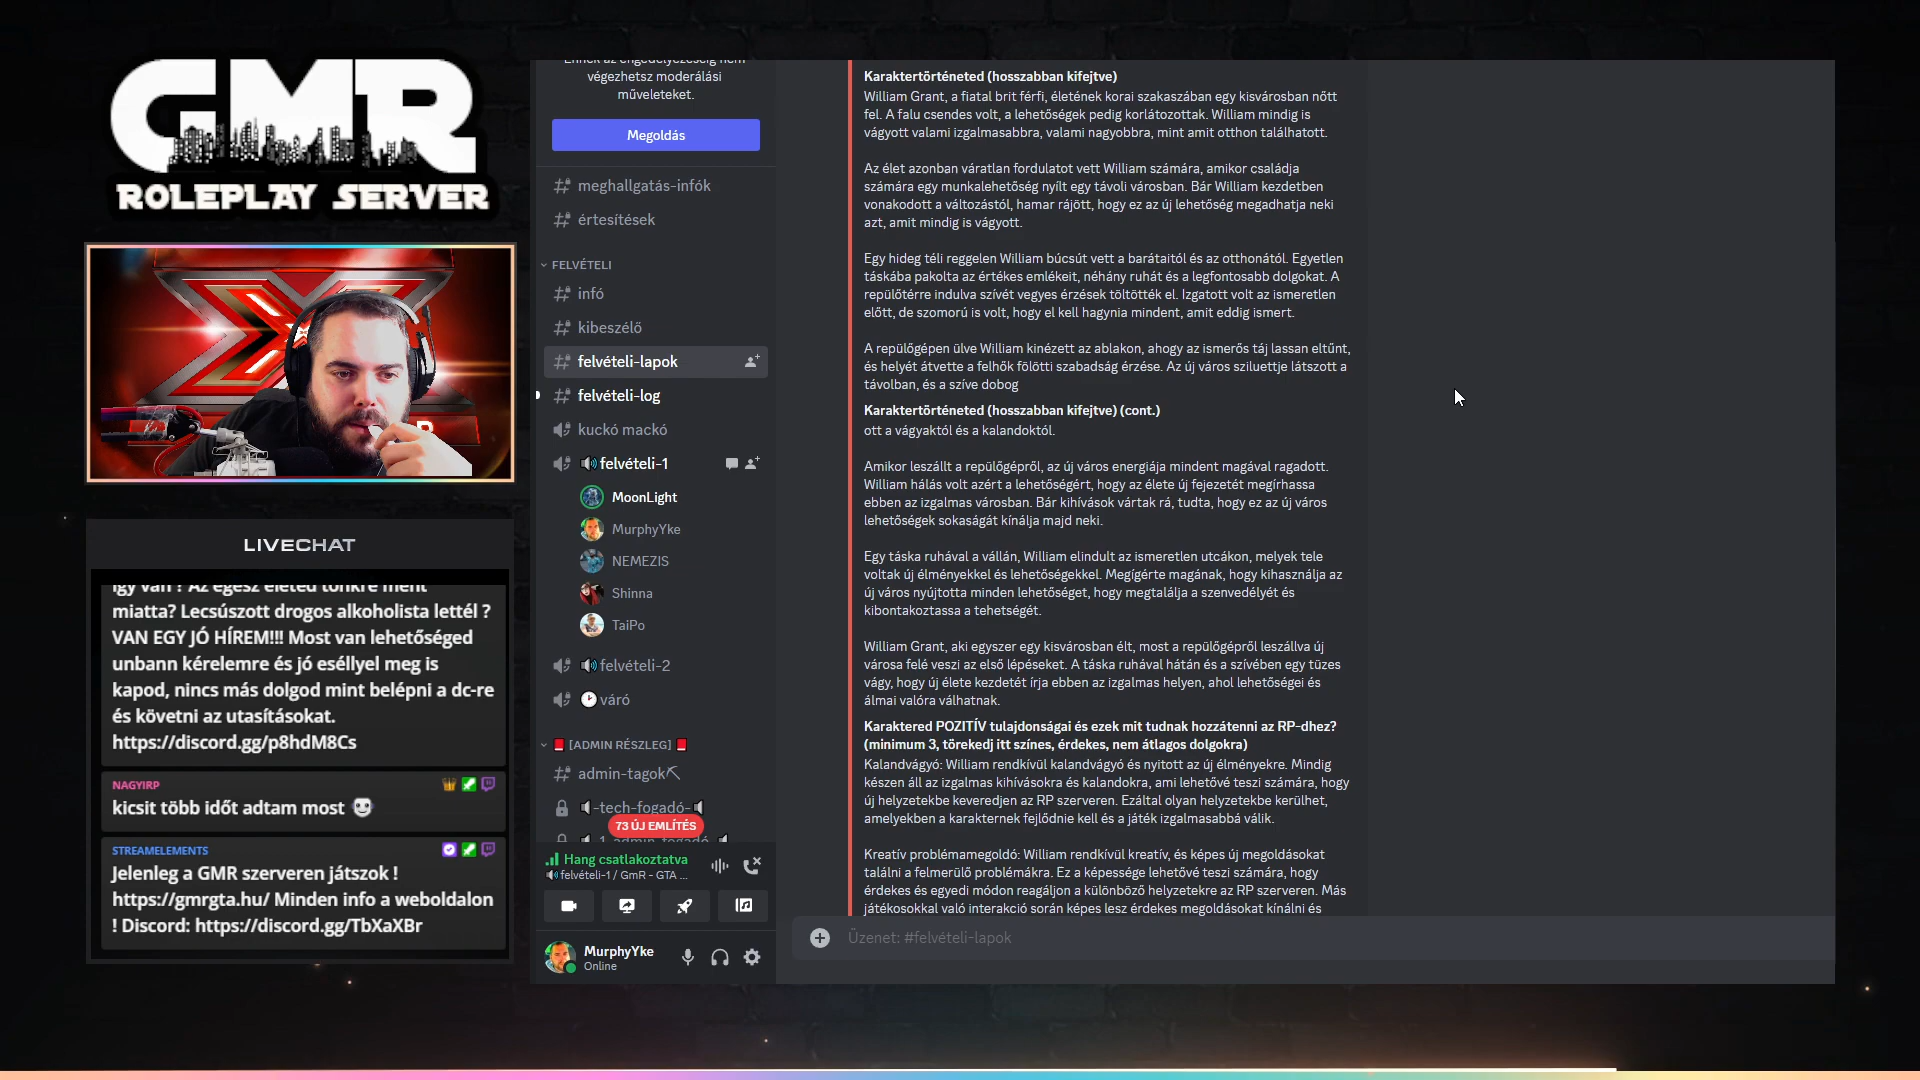 GMR
ROLEPLAY SERVER
LIVECHAT
miatta? Lecsúszott drogos alkoholista lettél ?
VAN EGY JÓ HÍREM!!! Most van lehetőséged
unbann kérelemre és jó eséllyel meg is
kapod, nincs más dolgod mint belépni a dc-re
és követni az utasításokat.
https://discord.gg/p8hdM8Cs
NAGYIRP
kicsit több időt adtam most
STREAMELEMENTS
Jelenleg a GMR szerveren játszok !
https://gmrgta.hu/ Minden info a weboldalon
! Discord: https://discord.gg/TbXaXBr
végezhetsz moderálási
műveleteket.
Megoldás
meghallgatás-infók
értesítések
FELVÉTELI
infó
kibeszélő
felvételi-lapok
felvételi-log
kuckó mackó
felvételi-1
MoonLight
MurphyYke
NEMEZIS
Shinna
TaiPo
felvételi-2
váró
[ADMIN RÉSZLEG]
admin-tagok
-tech-fogadó-
73 ÚJ EMLÍTÉS
Hang csatlakoztatva
felvételi-1 / GmR - GTA ...
MurphyYke
Online
Karaktertörténeted (hosszabban kifejtve)
William Grant, a fiatal brit férfi, életének korai szakaszában egy kisvárosban nőtt
fel. A falu csendes volt, a lehetőségek pedig korlátozottak. William mindig is
vágyott valami izgalmasabbra, valami nagyobbra, mint amit otthon találhatott.
Az élet azonban váratlan fordulatot vett William számára, amikor családja
számára egy munkalehetőség nyílt egy távoli városban. Bár William kezdetben
vonakodott a változástól, hamar rájött, hogy ez az új lehetőség megadhatja neki
azt, amit mindig is vágyott.
Egy hideg téli reggelen William búcsút vett a barátaitól és az otthonától. Egyetlen
táskába pakolta az értékes emlékeit, néhány ruhát és a legfontosabb dolgokat. A
repülőtérre indulva szívét vegyes érzések töltötték el. Izgatott volt az ismeretlen
előtt, de szomorú is volt, hogy el kell hagynia mindent, amit eddig ismert.
A repülőgépen ülve William kinézett az ablakon, ahogy az ismerős táj lassan eltűnt,
és helyét átvette a felhők fölötti szabadság érzése. Az új város sziluettje látszott a
távolban, és a szíve dobog
Karaktertörténeted (hosszabban kifejtve) (cont.)
ott a vágyaktól és a kalandoktól.
Amikor leszállt a repülőgépről, az új város energiája mindent magával ragadott.
William hálás volt azért a lehetőségért, hogy az élete új fejezetét megírhassa
ebben az izgalmas városban. Bár kihívások vártak rá, tudta, hogy ez az új város
lehetőségek sokaságát kínálja majd neki.
Egy táska ruhával a vállán, William elindult az ismeretlen utcákon, melyek tele
voltak új élményekkel és lehetőségekkel. Megígérte magának, hogy kihasználja az
új város nyújtotta minden lehetőséget, hogy megtalálja a szenvedélyét és
kibontakoztassa a tehetségét.
William Grant, aki egyszer egy kisvárosban élt, most a repülőgépről leszállva új
városa felé veszi az első lépéseket. A táska ruhával hátán és a szívében egy tüzes
vágy, hogy új élete kezdetét írja ebben az izgalmas helyen, ahol lehetőségei és
álmai valóra válhatnak.
Karaktered POZITÍV tulajdonságai és ezek mit tudnak hozzátenni az RP-dhez?
(minimum 3, törekedj itt színes, érdekes, nem átlagos dolgokra)
Kalandvágyó: William rendkívül kalandvágyó és nyitott az új élményekre. Mindig
készen áll az izgalmas kihívásokra és kalandokra, ami lehetővé teszi számára, hogy
új helyzetekbe keveredjen az RP szerveren. Ezáltal olyan helyzetekbe kerülhet,
amelyekben a karakternek fejlődnie kell és a játék izgalmasabbá válik.
Kreatív problémamegoldó: William rendkívül kreatív, és képes új megoldásokat
találni a felmerülő problémákra. Ez a képessége lehetővé teszi számára, hogy
érdekes és egyedi módon reagáljon a különböző helyzetekre az RP szerveren. Más
játékosokkal való interakció során képes lesz érdekes megoldásokat kínálni és
Üzenet: #felvételi-lapok